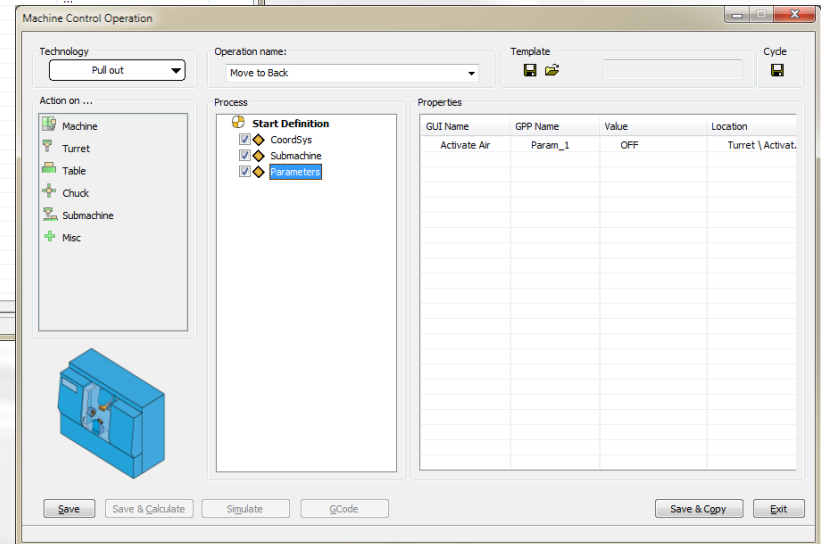 Machine Control Operation
Technology
Pull out
Operation name:
Move to Back
Template
Cycle
Action on ...
Machine
Turret
Table
Chuck
Submachine
Misc
Process
Start Definition
CoordSys
Submachine
Parameters
Properties
GUI Name GPP Name Value Location
Activate Air Param_1 OFF Turret \ Activat.
Save Save & Calculate Simulate GCode Save & Copy Exit